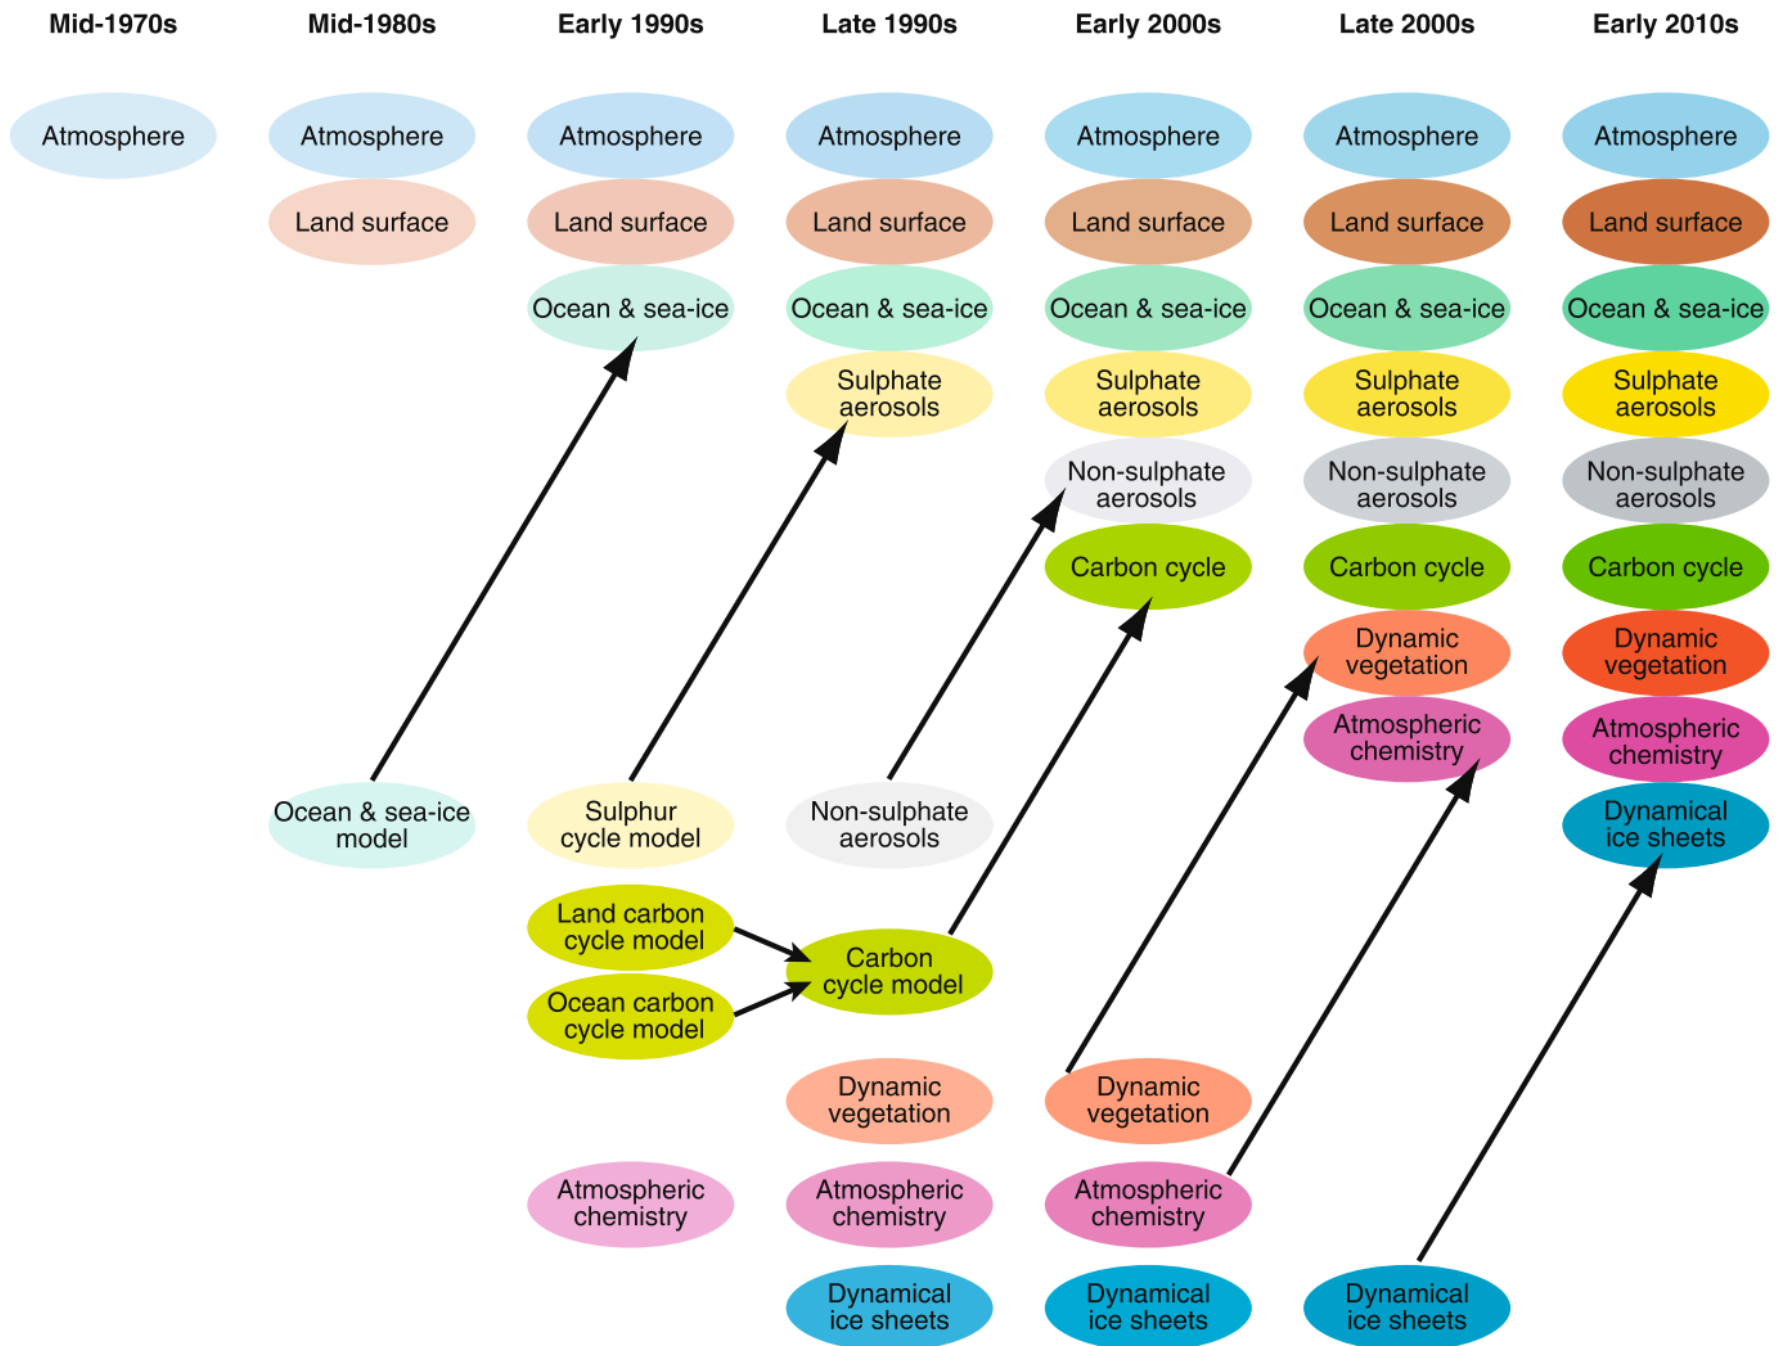 Mid-1970s Mid-1980s Early 1990s Late 1990s Early 2000s Late 2000s Early 2010s
Atmosphere Atmosphere Atmosphere Atmosphere Atmosphere Atmosphere Atmosphere
Land surface Land surface Land surface Land surface Land surface Land surface
Ocean & sea-ice Ocean & sea-ice Ocean & sea-ice Ocean & sea-ice Ocean & sea-ice
Sulphate Sulphate Sulphate Sulphate
aerosols aerosols aerosols aerosols
Non-sulphate Non-sulphate Non-sulphate
aerosols aerosols aerosols
Carbon cycle Carbon cycle Carbon cycle
Dynamic Dynamic
vegetation vegetation
Atmospheric Atmospheric
chemistry chemistry
Ocean & sea-ice Sulphur Non-sulphate Dynamical
model cycle model aerosols ice sheets
Land carbon
cycle model
Carbon
cycle model
Ocean carbon
cycle model
Dynamic Dynamic
vegetation vegetation
Atmospheric Atmospheric Atmospheric
chemistry chemistry chemistry
Dynamical Dynamical Dynamical
ice sheets ice sheets ice sheets